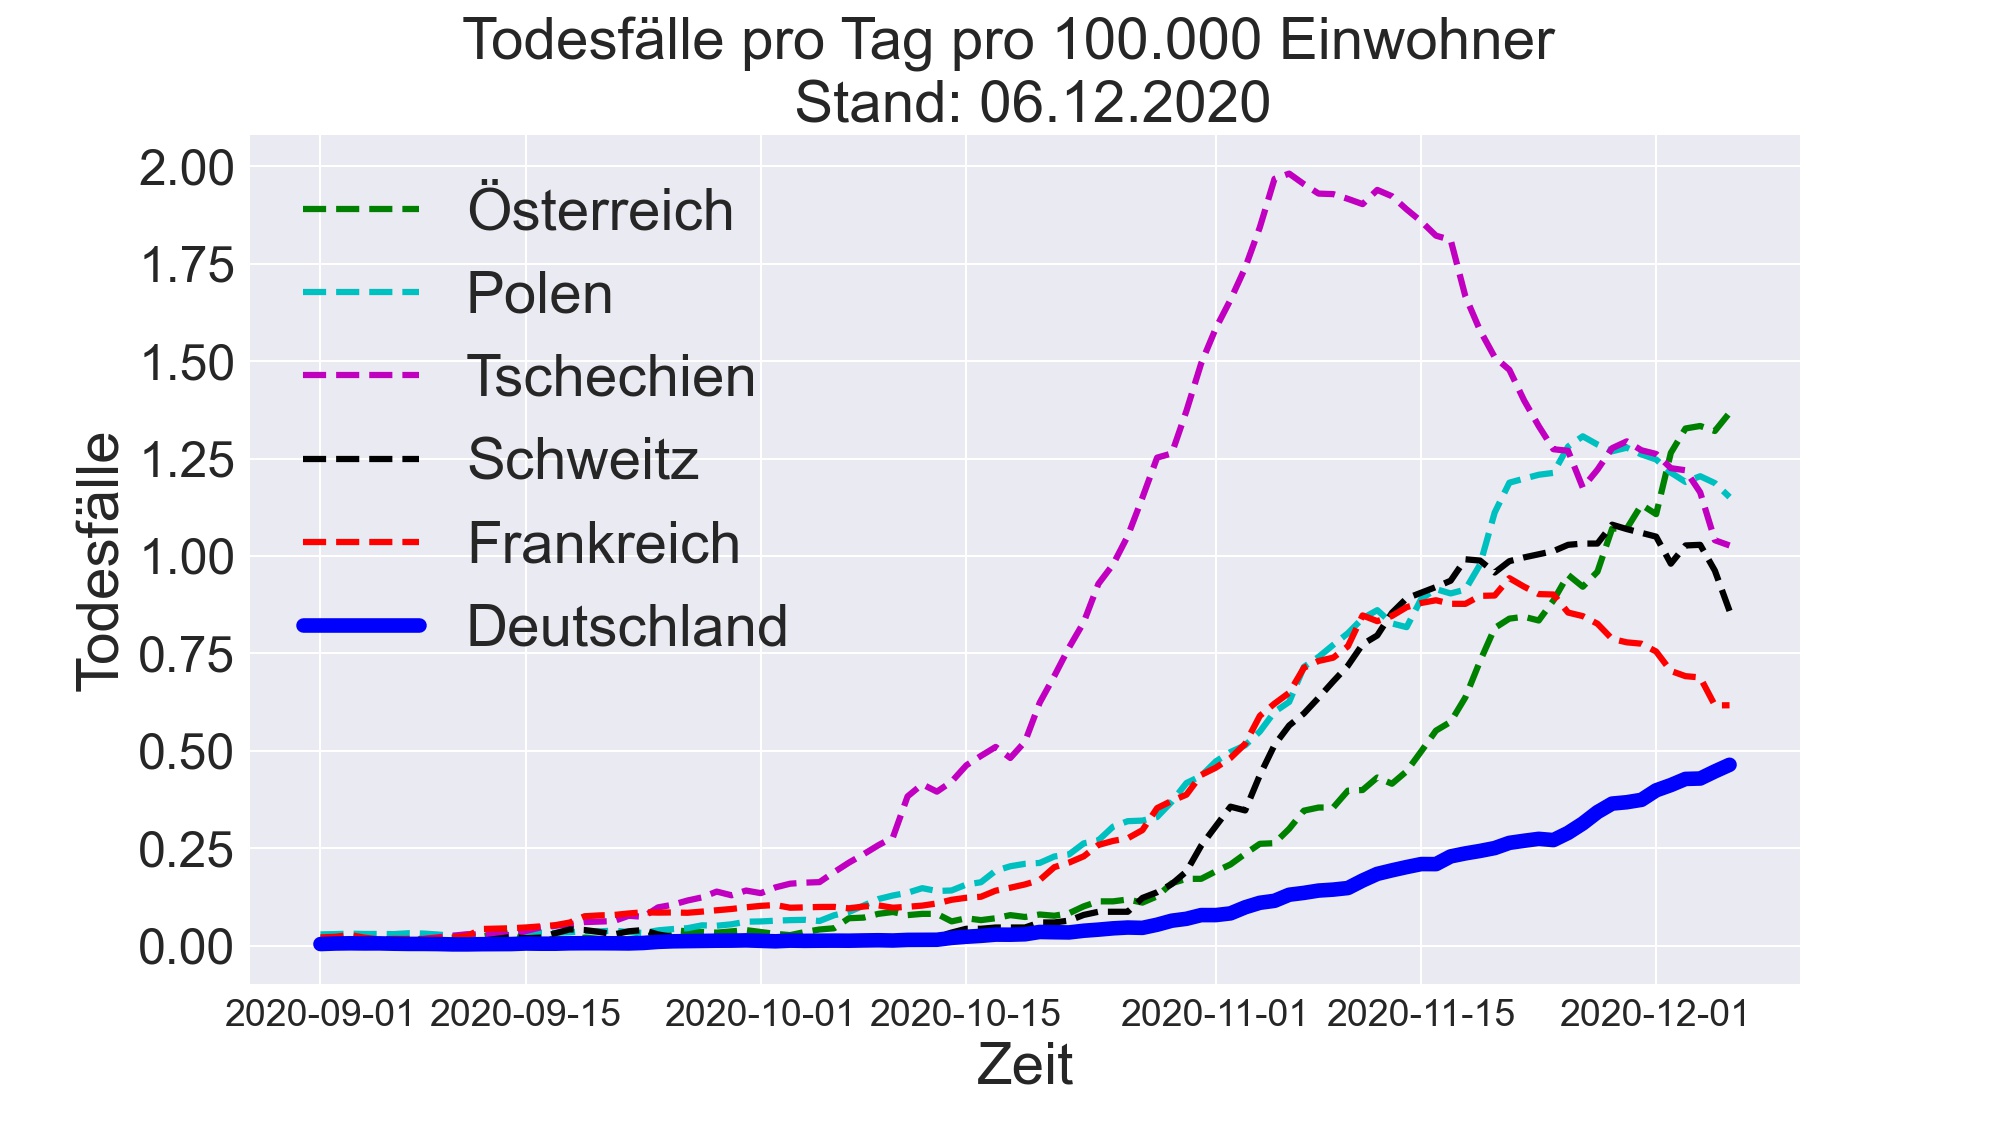 Todesfälle pro Tag pro 100.000 Einwohner
Stand: 06.12.2020
2.00
1.75
1.50
1.25
1.00
0.75
0.50
0.25
0.00
Todesfälle
Österreich
Polen
Tschechien
Schweitz
Frankreich
Deutschland
2020-09-01 2020-09-15 2020-10-01 2020-10-15 2020-11-01 2020-11-15 2020-12-01
Zeit